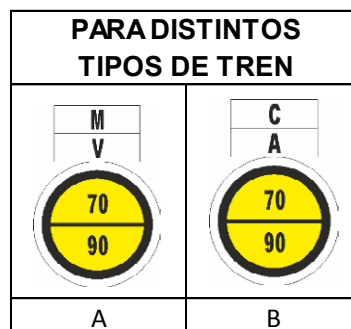 PARA DISTINTOS
TIPOS DE TREN
M
V
70
90
C
A
70
90
A
B